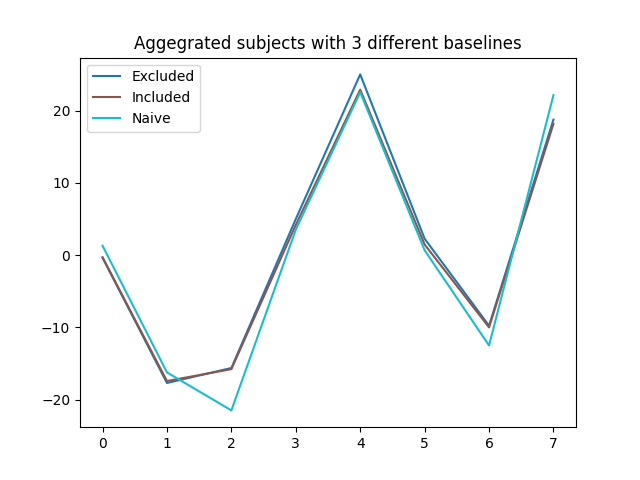 Aggegrated subjects with 3 different baselines
Excluded
Included
Naive
20
10
0
−10
−20
0 1 2 3 4 5 6 7